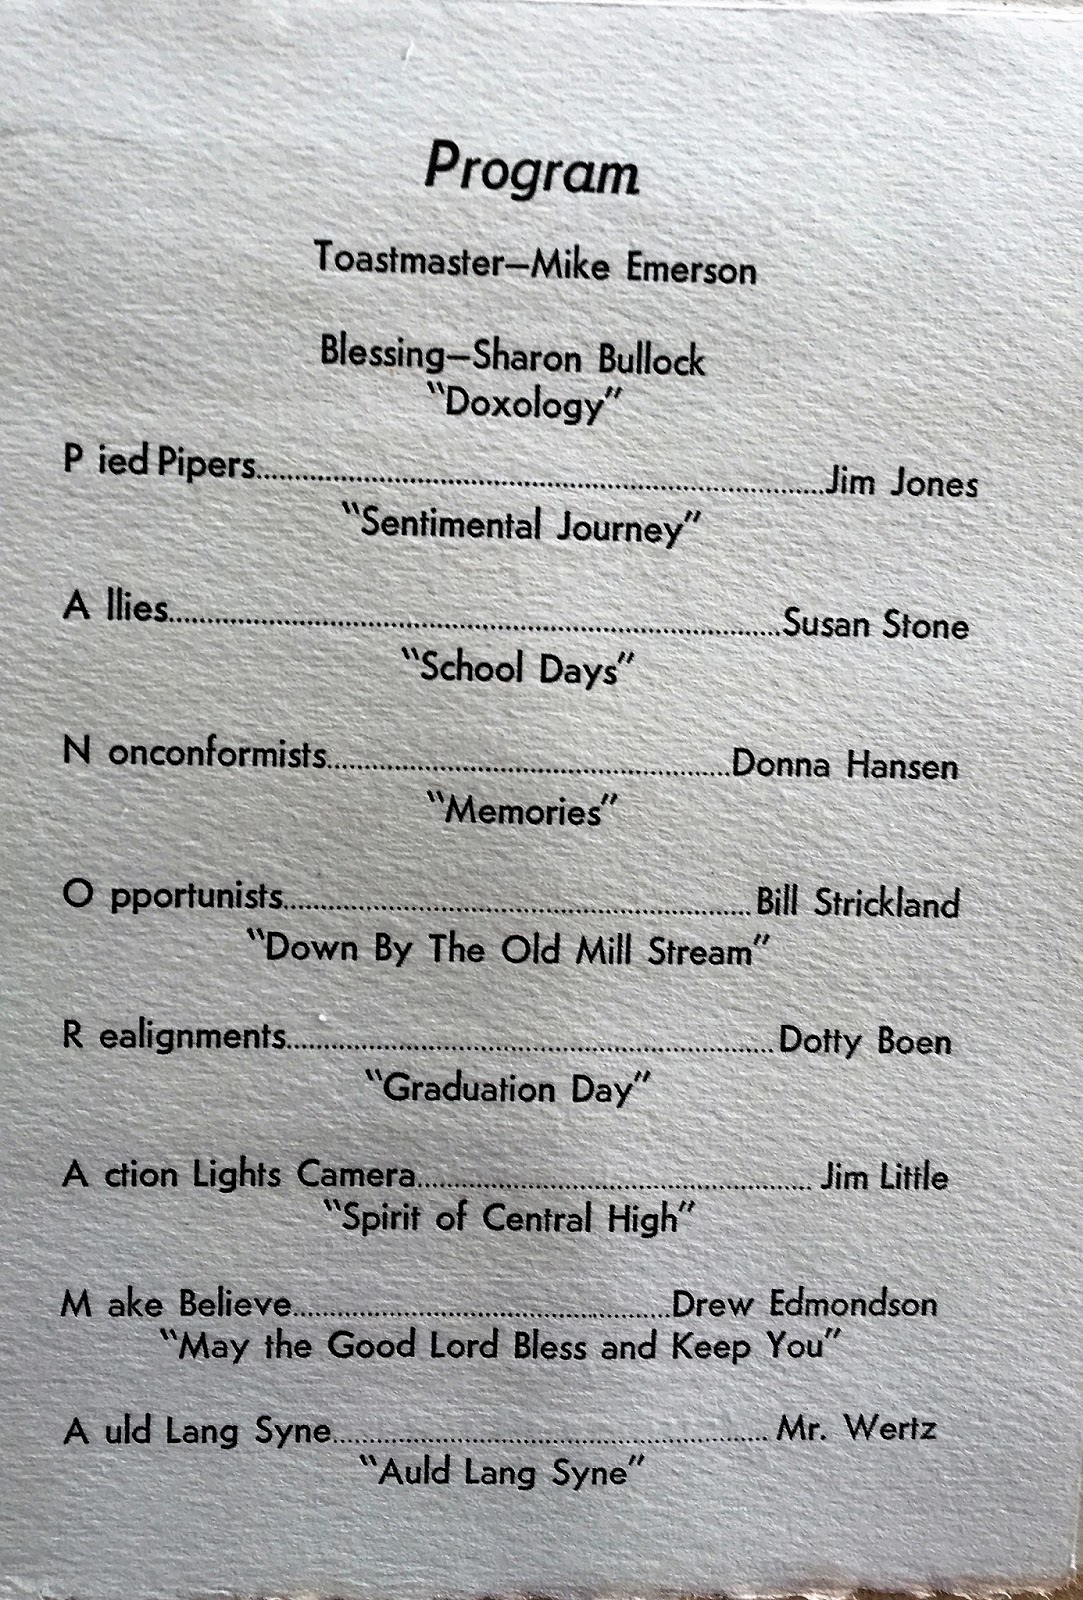 Program
Toastmaster—Mike Emerson
Blessing—Sharon Bullock
"Doxology"
P ied Pipers..........Jim Jones
"Sentimental Journey"
A llies..........Susan Stone
"School Days"
N onconformists..........Donna Hansen
"Memories"
O pportunists..........Bill Strickland
"Down By The Old Mill Stream"
R ealignments..........Dotty Boen
"Graduation Day"
A ction Lights Camera..........Jim Little
"Spirit of Central High"
M ake Believe..........Drew Edmondson
"May the Good Lord Bless and Keep You"
A uld Lang Syne..........Mr. Wertz
"Auld Lang Syne"